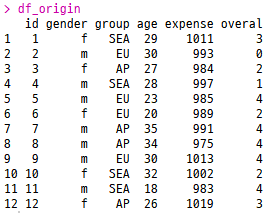 > df_origin
id gender group age expense overal
1 1 f SEA 29 1011 3
2 2 m EU 30 993 0
3 3 f AP 27 984 2
4 4 m SEA 28 997 1
5 5 m EU 23 985 4
6 6 f EU 20 989 2
7 7 m AP 35 991 4
8 8 m AP 34 975 4
9 9 m EU 30 1013 4
10 10 f SEA 32 1002 2
11 11 m SEA 18 983 4
12 12 f AP 26 1019 3